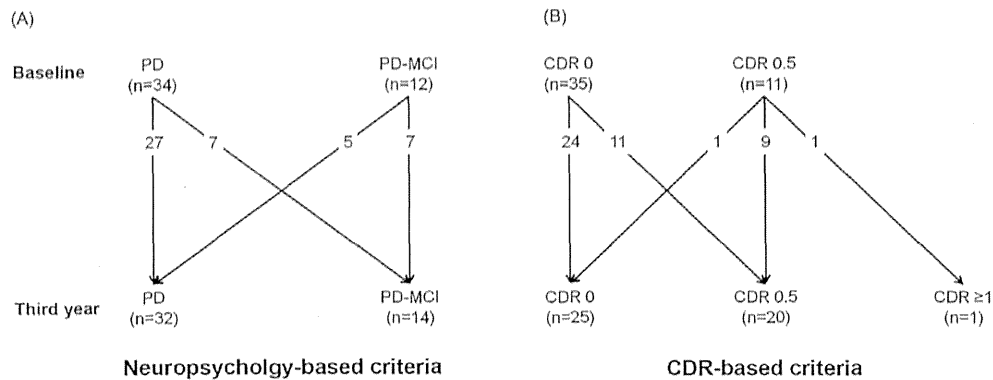 (A)
(B)
Baseline
PD
(n=34)
PD-MCI
(n=12)
CDR 0
(n=35)
CDR 0.5
(n=11)
27
7
5
7
24
11
1
9
1
Third year
PD
(n=32)
PD-MCI
(n=14)
CDR 0
(n=25)
CDR 0.5
(n=20)
CDR ≥1
(n=1)
Neuropsycholgy-based criteria
CDR-based criteria